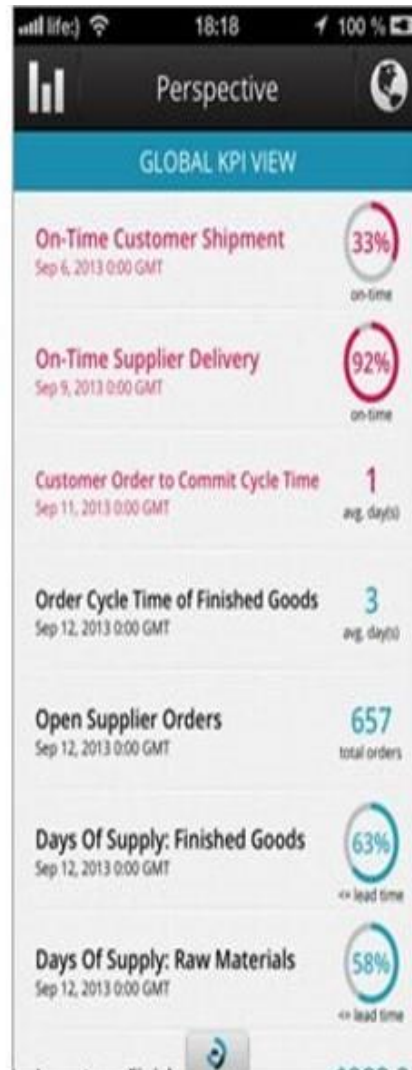 life:) 18:18 100 %
Perspective
GLOBAL KPI VIEW
On-Time Customer Shipment
Sep 6, 2013 0:00 GMT
33%
on-time
On-Time Supplier Delivery
Sep 9, 2013 0:00 GMT
92%
on-time
Customer Order to Commit Cycle Time
Sep 11, 2013 0:00 GMT
1
avg. day(s)
Order Cycle Time of Finished Goods
Sep 12, 2013 0:00 GMT
3
avg. day(s)
Open Supplier Orders
Sep 12, 2013 0:00 GMT
657
total orders
Days Of Supply: Finished Goods
Sep 12, 2013 0:00 GMT
63%
<= lead time
Days Of Supply: Raw Materials
Sep 12, 2013 0:00 GMT
58%
<= lead time